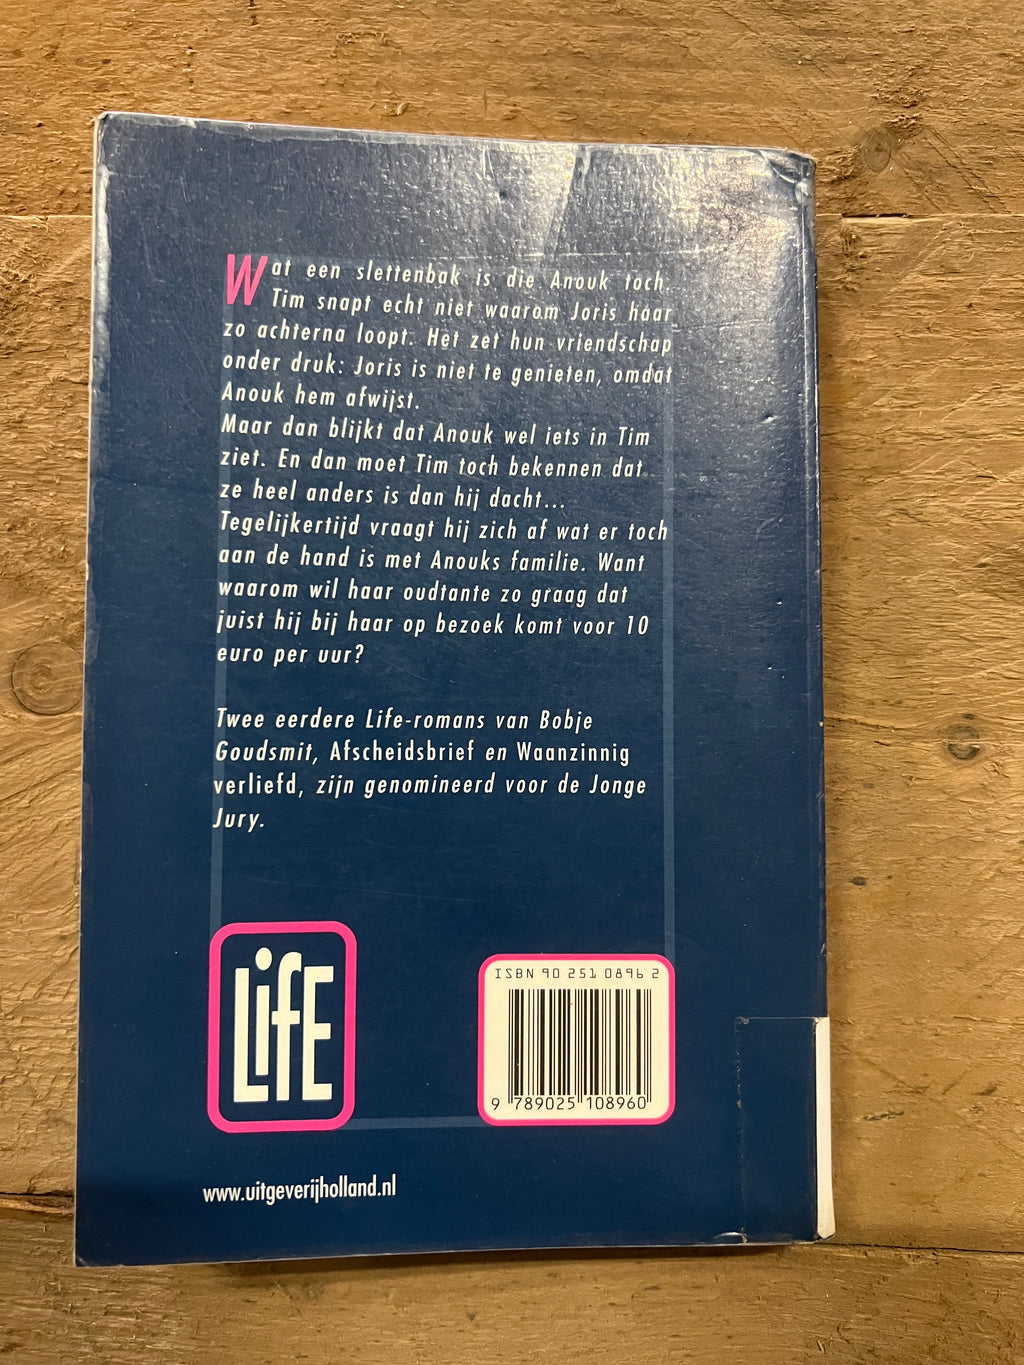 Wat een slettenbak is die Anouk toch.
Tim snapt echt niet waarom Joris haar
zo achterna loopt. Het zet hun vriendschap
onder druk: Joris is niet te genieten, omdat
Anouk hem afwijst.
Maar dan blijkt dat Anouk wel iets in Tim
ziet. En dan moet Tim toch bekennen dat
ze heel anders is dan hij dacht...
Tegelijkertijd vraagt hij zich af wat er toch
aan de hand is met Anouks familie. Want
waarom wil haar oudtante zo graag dat
juist hij bij haar op bezoek komt voor 10
euro per uur?
Twee eerdere Life-romans van Bobje
Goudsmit, Afscheidsbrief en Waanzinnig
verliefd, zijn genomineerd voor de Jonge
Jury.
LifE
ISBN 90 251 0896 2
9 789025 108960
www.uitgeverijholland.nl